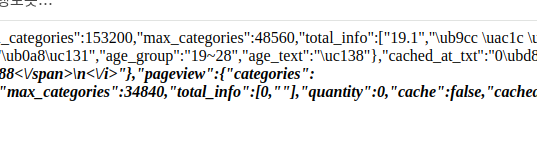 _categories":153200,"max_categories":48560,"total_info":["19.1","\ub9cc \uac1c \u
\ub0a8\uc131","age_group":"19~28","age_text":"\uc138"},"cached_at_txt":"0\ubd8
88<\/span>\n<\/i>"},"pageview":{"categories":
"max_categories":34840,"total_info":[0,""],"quantity":0,"cache":false,"cached